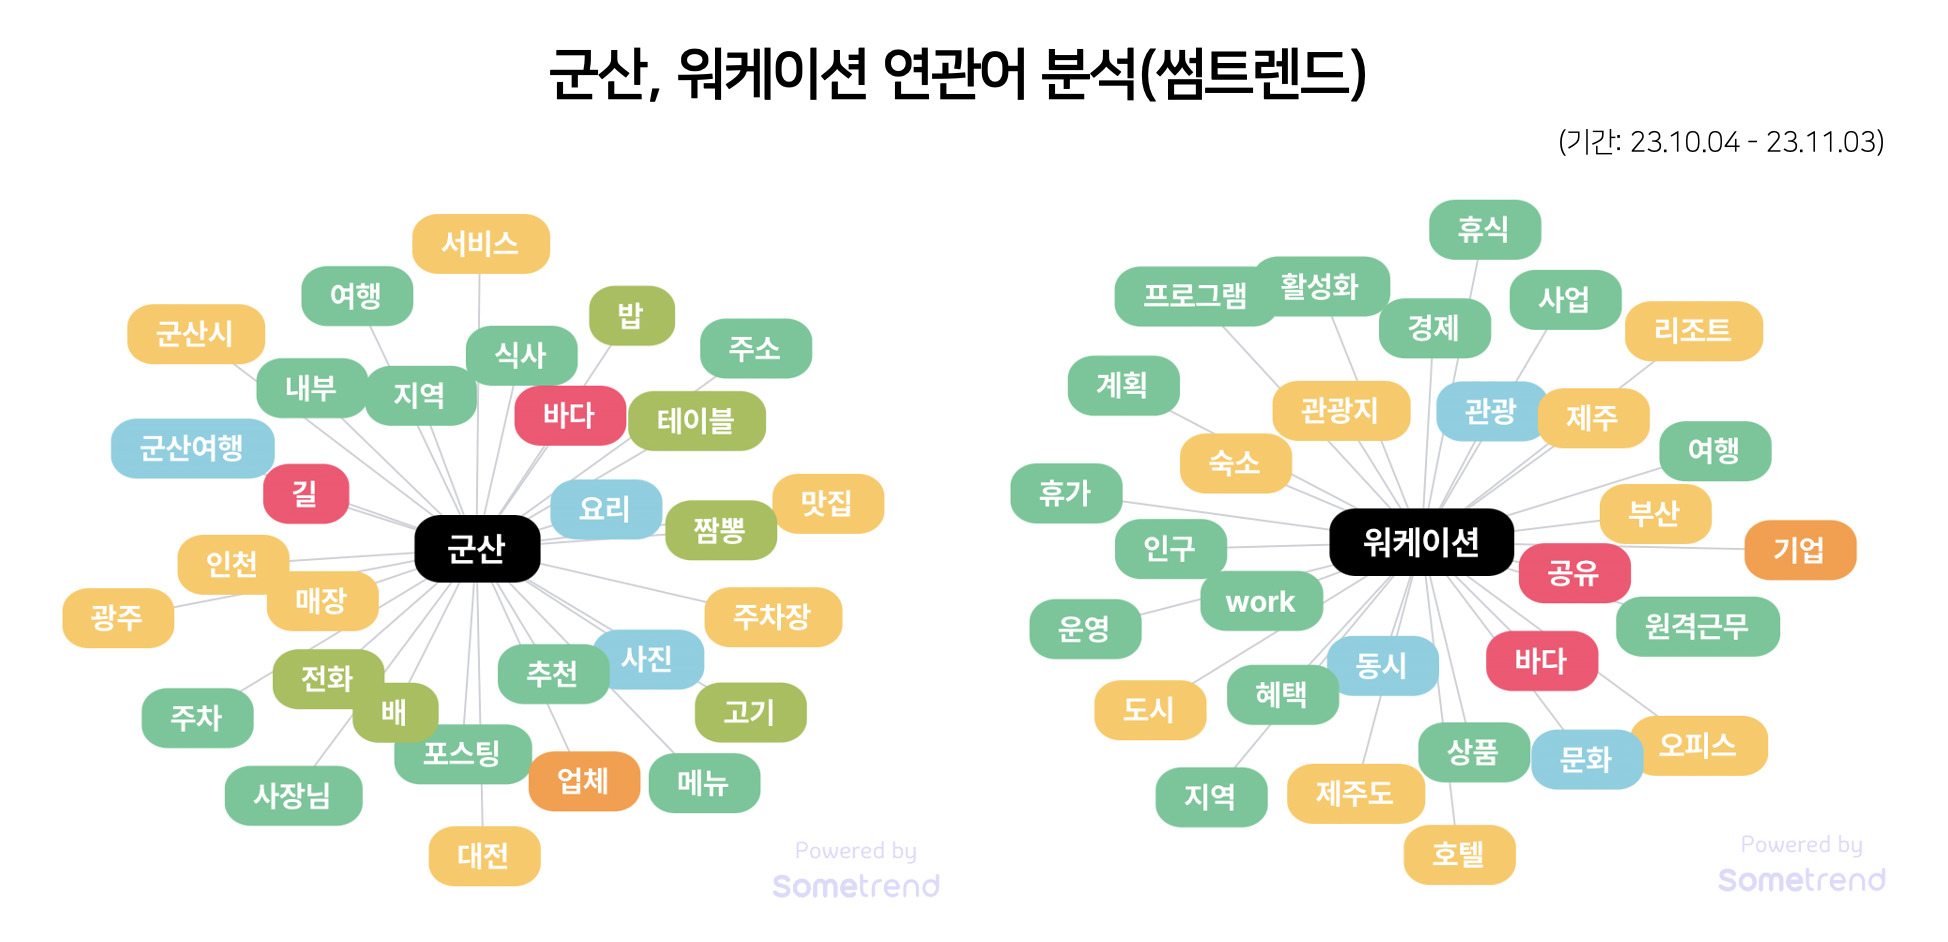 군산, 워케이션 연관어 분석(썸트렌드)
(기간: 23.10.04 - 23.11.03)
서비스
여행
밥
군산시
식사
주소
내부
지역
바다
테이블
군산여행
길
요리
맛집
짬뽕
군산
인천
매장
광주
주차장
사진
추천
전화
배
고기
주차
포스팅
업체
메뉴
사장님
대전
Powered by
Sometrend
휴식
프로그램
활성화
사업
경제
리조트
계획
관광지
관광
제주
여행
숙소
휴가
부산
워케이션
인구
기업
공유
work
운영
원격근무
동시
바다
혜택
도시
상품
문화
오피스
지역
제주도
호텔
Powered by
Sometrend